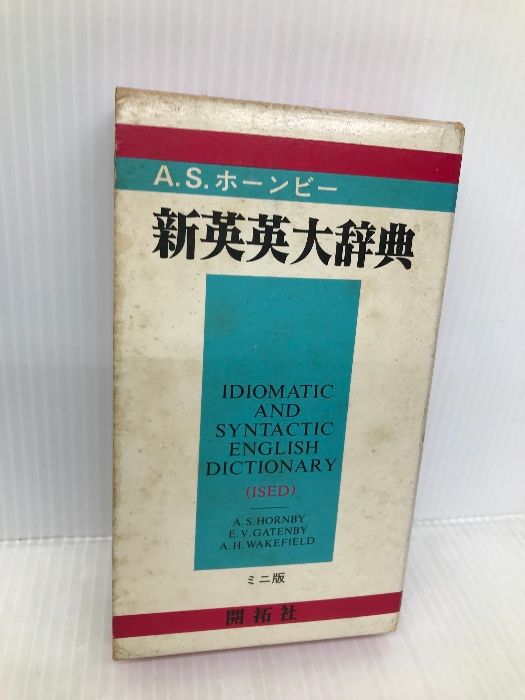 A.S.ホーンビー
新英英大辞典
IDIOMATIC
AND
SYNTACTIC
ENGLISH
DICTIONARY
(ISED)
A.S.HORNBY
E.V.GATENBY
A.H.WAKEFIELD
ミニ版
開拓社